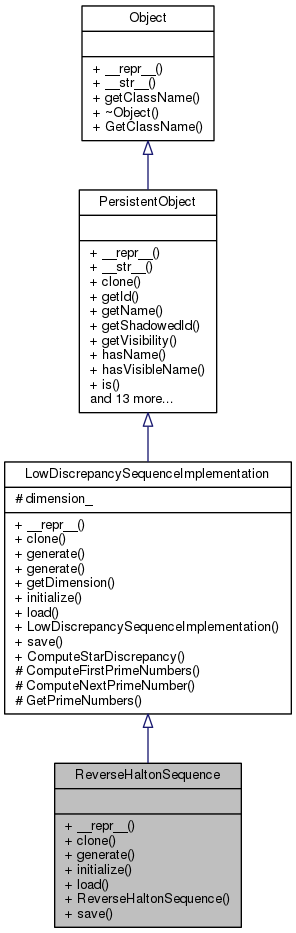 Object
+ __repr__()
+ __str__()
+ getClassName()
+ ~Object()
+ GetClassName()
PersistentObject
+ __repr__()
+ __str__()
+ clone()
+ getId()
+ getName()
+ getShadowedId()
+ getVisibility()
+ hasName()
+ hasVisibleName()
+ is()
and 13 more...
LowDiscrepancySequenceImplementation
# dimension_
+ __repr__()
+ clone()
+ generate()
+ generate()
+ getDimension()
+ initialize()
+ load()
+ LowDiscrepancySequenceImplementation()
+ save()
+ ComputeStarDiscrepancy()
# ComputeFirstPrimeNumbers()
# ComputeNextPrimeNumber()
# GetPrimeNumbers()
ReverseHaltonSequence
+ __repr__()
+ clone()
+ generate()
+ initialize()
+ load()
+ ReverseHaltonSequence()
+ save()